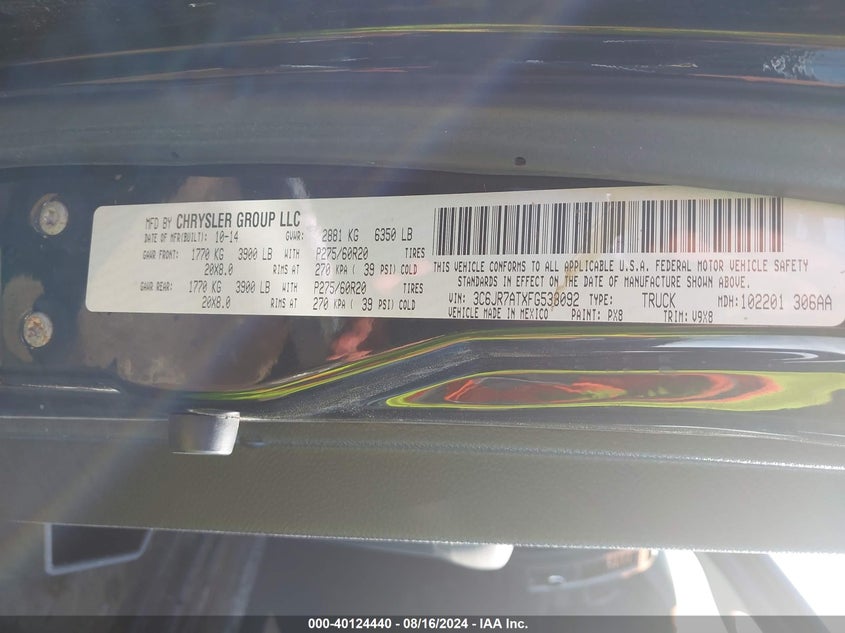 MFD BY CHRYSLER GROUP LLC
DATE OF MFR(BUILT): 10-14 GVWR: 2881 KG 6350 LB
GAWR FRONT: 1770 KG 3900 LB WITH P275/60R20 TIRES
20X8.0 RIMS AT 270 KPA ( 39 PSI) COLD
GAWR REAR: 1770 KG 3900 LB WITH P275/60R20 TIRES
20X8.0 RIMS AT 270 KPA ( 39 PSI) COLD
THIS VEHICLE CONFORMS TO ALL APPLICABLE U.S.A. FEDERAL MOTOR VEHICLE SAFETY
STANDARDS IN EFFECT ON THE DATE OF MANUFACTURE SHOWN ABOVE.
VIN: 3C6JR7ATXFG538092 TYPE: TRUCK MDH: 102201 306AA
VEHICLE MADE IN MEXICO PAINT: PX8 TRIM: V9X8
000-40124440 - 08/16/2024 - IAA Inc.